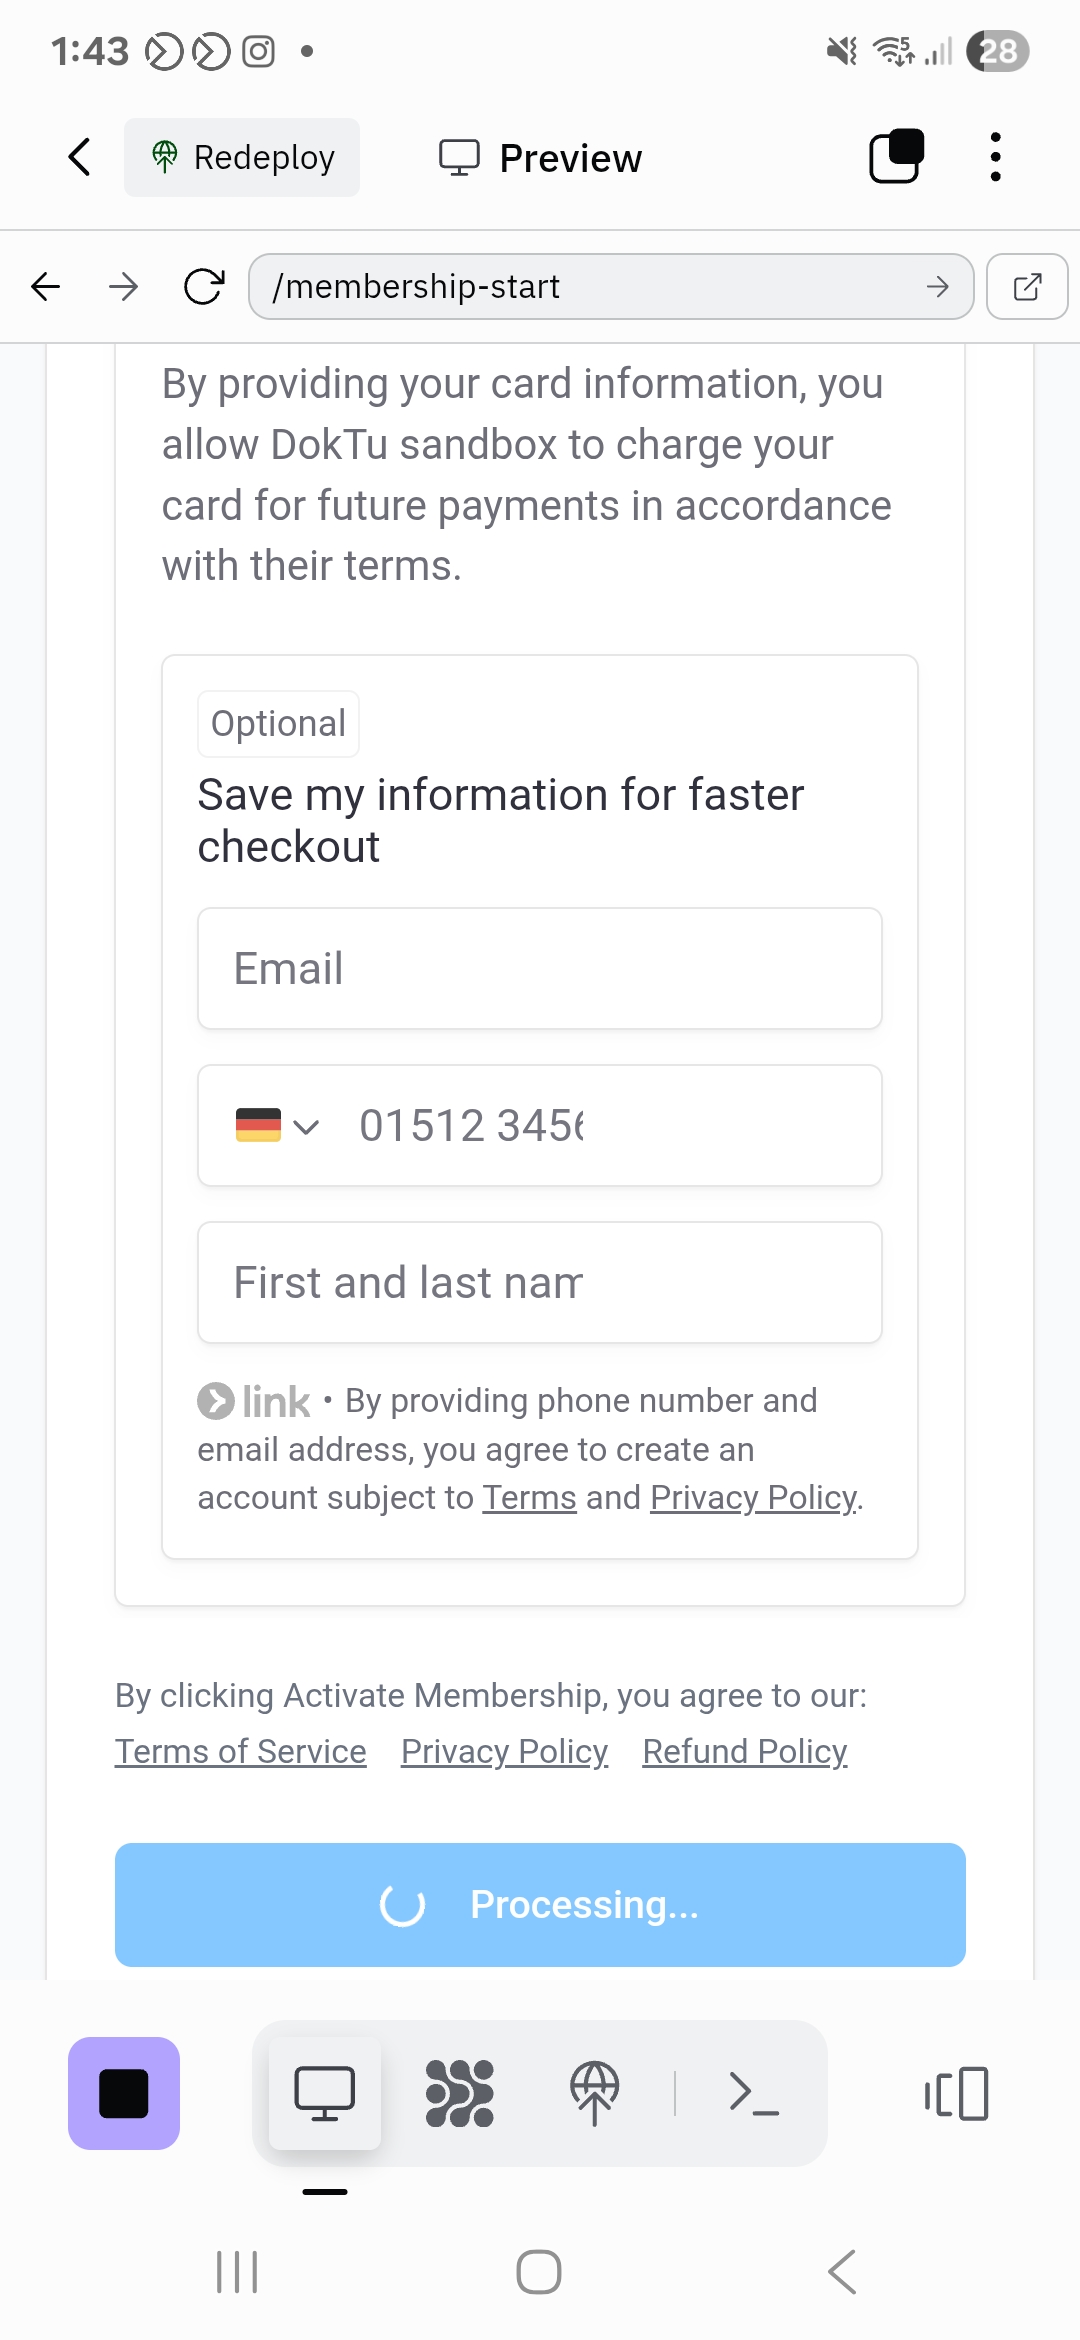 1:43
5
28
Redeploy
Preview
/membership-start
By providing your card information, you
allow DokTu sandbox to charge your
card for future payments in accordance
with their terms.
Optional
Save my information for faster
checkout
Email
01512 3456
First and last nam
link • By providing phone number and
email address, you agree to create an
account subject to Terms and Privacy Policy.
By clicking Activate Membership, you agree to our:
Terms of Service Privacy Policy Refund Policy
Processing...